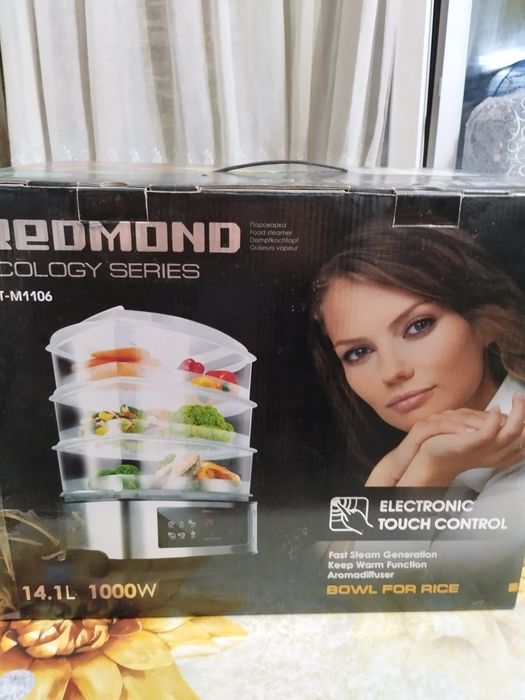 REDMOND
COLOGY SERIES
T-M1106
Пароварка
Food steamer
Dampfkochtopf
Cuiseurs vapeur
ELECTRONIC
TOUCH CONTROL
Fast Steam Generation
Keep Warm Function
Aromadiffuser
BOWL FOR RICE
14.1L 1000W